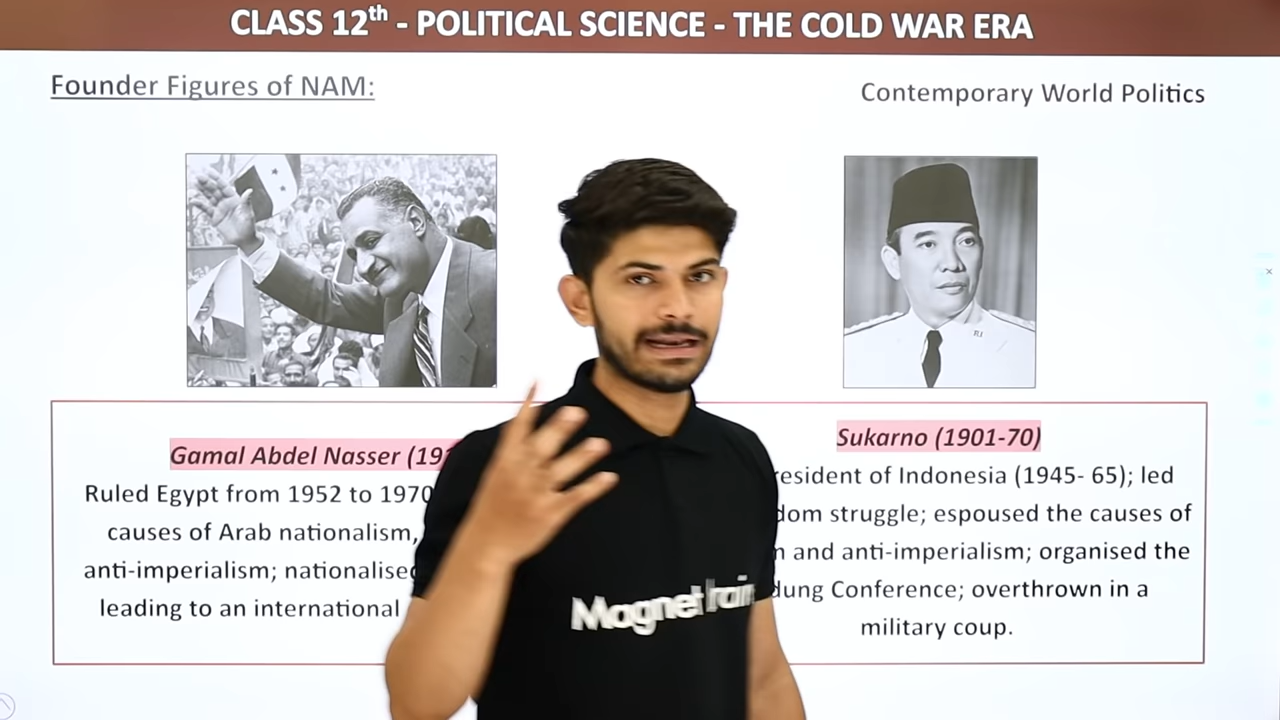 CLASS 12th - POLITICAL SCIENCE - THE COLD WAR ERA
Founder Figures of NAM:
Contemporary World Politics
Gamal Abdel Nasser (19
Ruled Egypt from 1952 to 1970
causes of Arab nationalism,
anti-imperialism; nationalised
leading to an international
Sukarno (1901-70)
resident of Indonesia (1945- 65); led
dom struggle; espoused the causes of
and anti-imperialism; organised the
dung Conference; overthrown in a
military coup.
Magnet